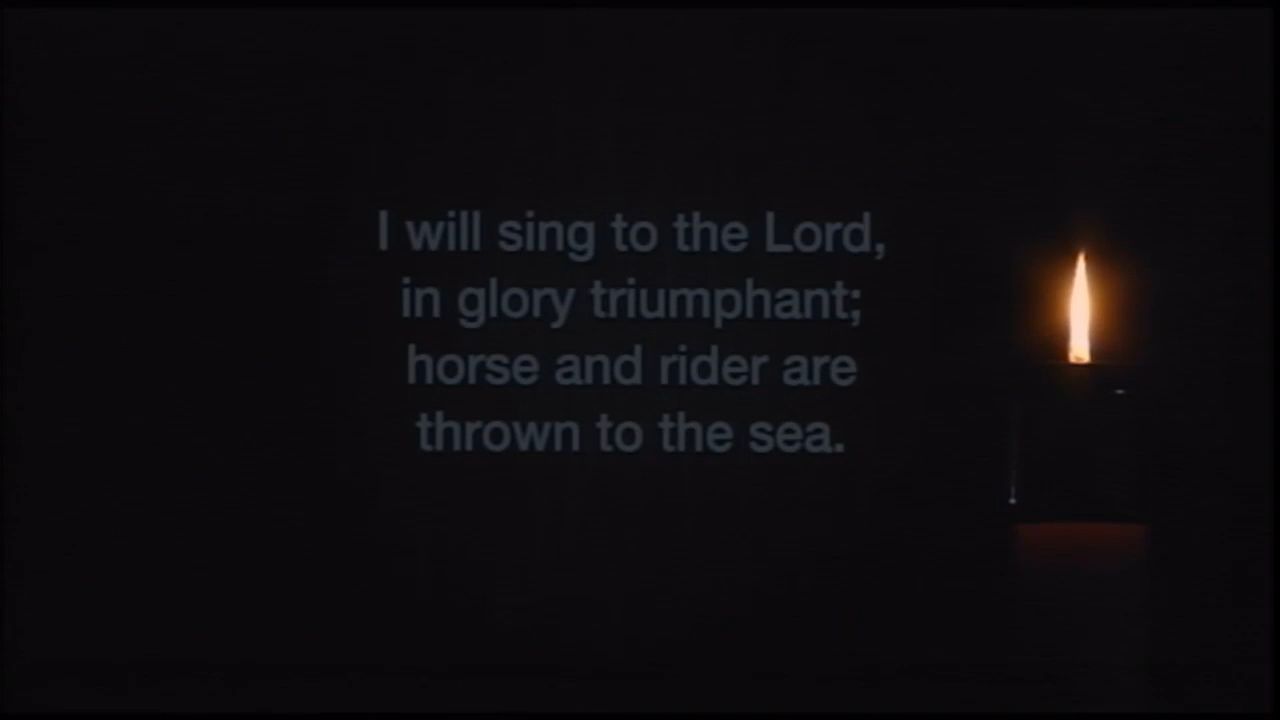 I will sing to the Lord,
in glory triumphant;
horse and rider are
thrown to the sea.